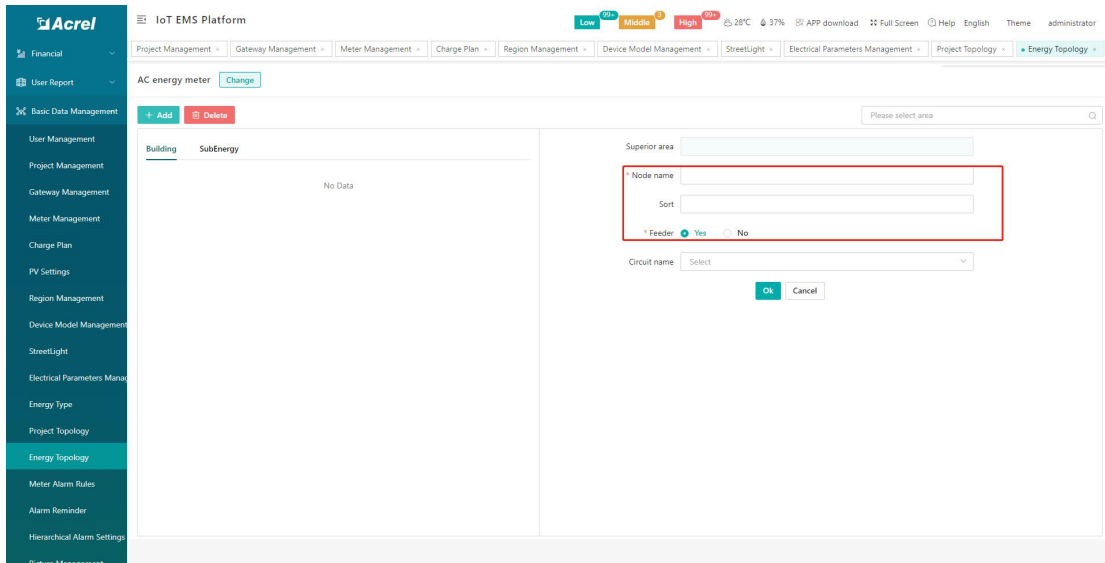 Acrel
IoT EMS Platform
Low 99+ Middle 3 High 99+ 28°C 37% APP download Full Screen Help English Theme administrator
Project Management × Gateway Management × Meter Management × Charge Plan × Region Management × Device Model Management × StreetLight × Electrical Parameters Management × Project Topology × Energy Topology ×
Financial
User Report
Basic Data Management
User Management
Project Management
Gateway Management
Meter Management
Charge Plan
PV Settings
Region Management
Device Model Management
StreetLight
Electrical Parameters Manag
Energy Type
Project Topology
Energy Topology
Meter Alarm Rules
Alarm Reminder
Hierarchical Alarm Settings
AC energy meter Change
+ Add Delete
Please select area
Building SubEnergy
No Data
Superior area
* Node name
Sort
* Feeder Yes No
Circuit name Select
Ok Cancel